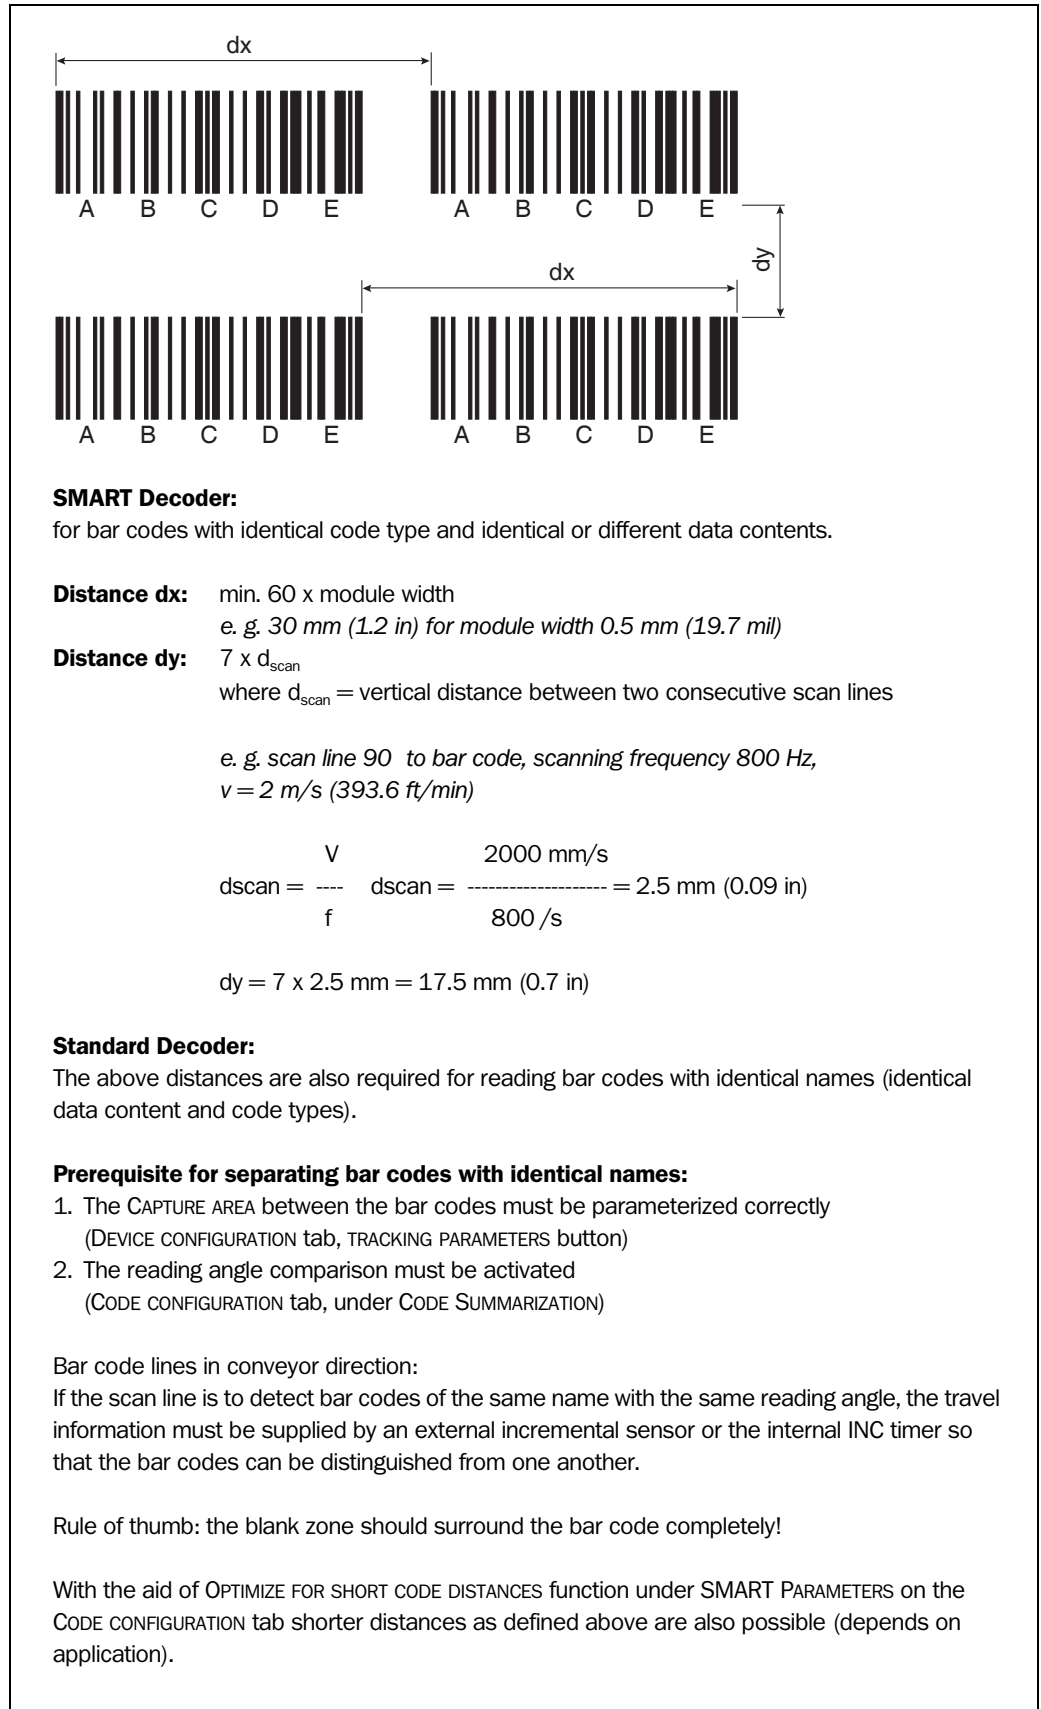 dx
A B C D E A B C D E
dy
dx
A B C D E A B C D E
SMART Decoder:
for bar codes with identical code type and identical or different data contents.
Distance dx: min. 60 x module width
e. g. 30 mm (1.2 in) for module width 0.5 mm (19.7 mil)
Distance dy: 7 x dscan
where dscan = vertical distance between two consecutive scan lines
e. g. scan line 90 to bar code, scanning frequency 800 Hz,
v = 2 m/s (393.6 ft/min)
V 2000 mm/s
dscan = ---- dscan = -------------------- = 2.5 mm (0.09 in)
f 800 /s
dy = 7 x 2.5 mm = 17.5 mm (0.7 in)
Standard Decoder:
The above distances are also required for reading bar codes with identical names (identical
data content and code types).
Prerequisite for separating bar codes with identical names:
1. The CAPTURE AREA between the bar codes must be parameterized correctly
(DEVICE CONFIGURATION tab, TRACKING PARAMETERS button)
2. The reading angle comparison must be activated
(CODE CONFIGURATION tab, under CODE SUMMARIZATION)
Bar code lines in conveyor direction:
If the scan line is to detect bar codes of the same name with the same reading angle, the travel
information must be supplied by an external incremental sensor or the internal INC timer so
that the bar codes can be distinguished from one another.
Rule of thumb: the blank zone should surround the bar code completely!
With the aid of OPTIMIZE FOR SHORT CODE DISTANCES function under SMART PARAMETERS on the
CODE CONFIGURATION tab shorter distances as defined above are also possible (depends on
application).